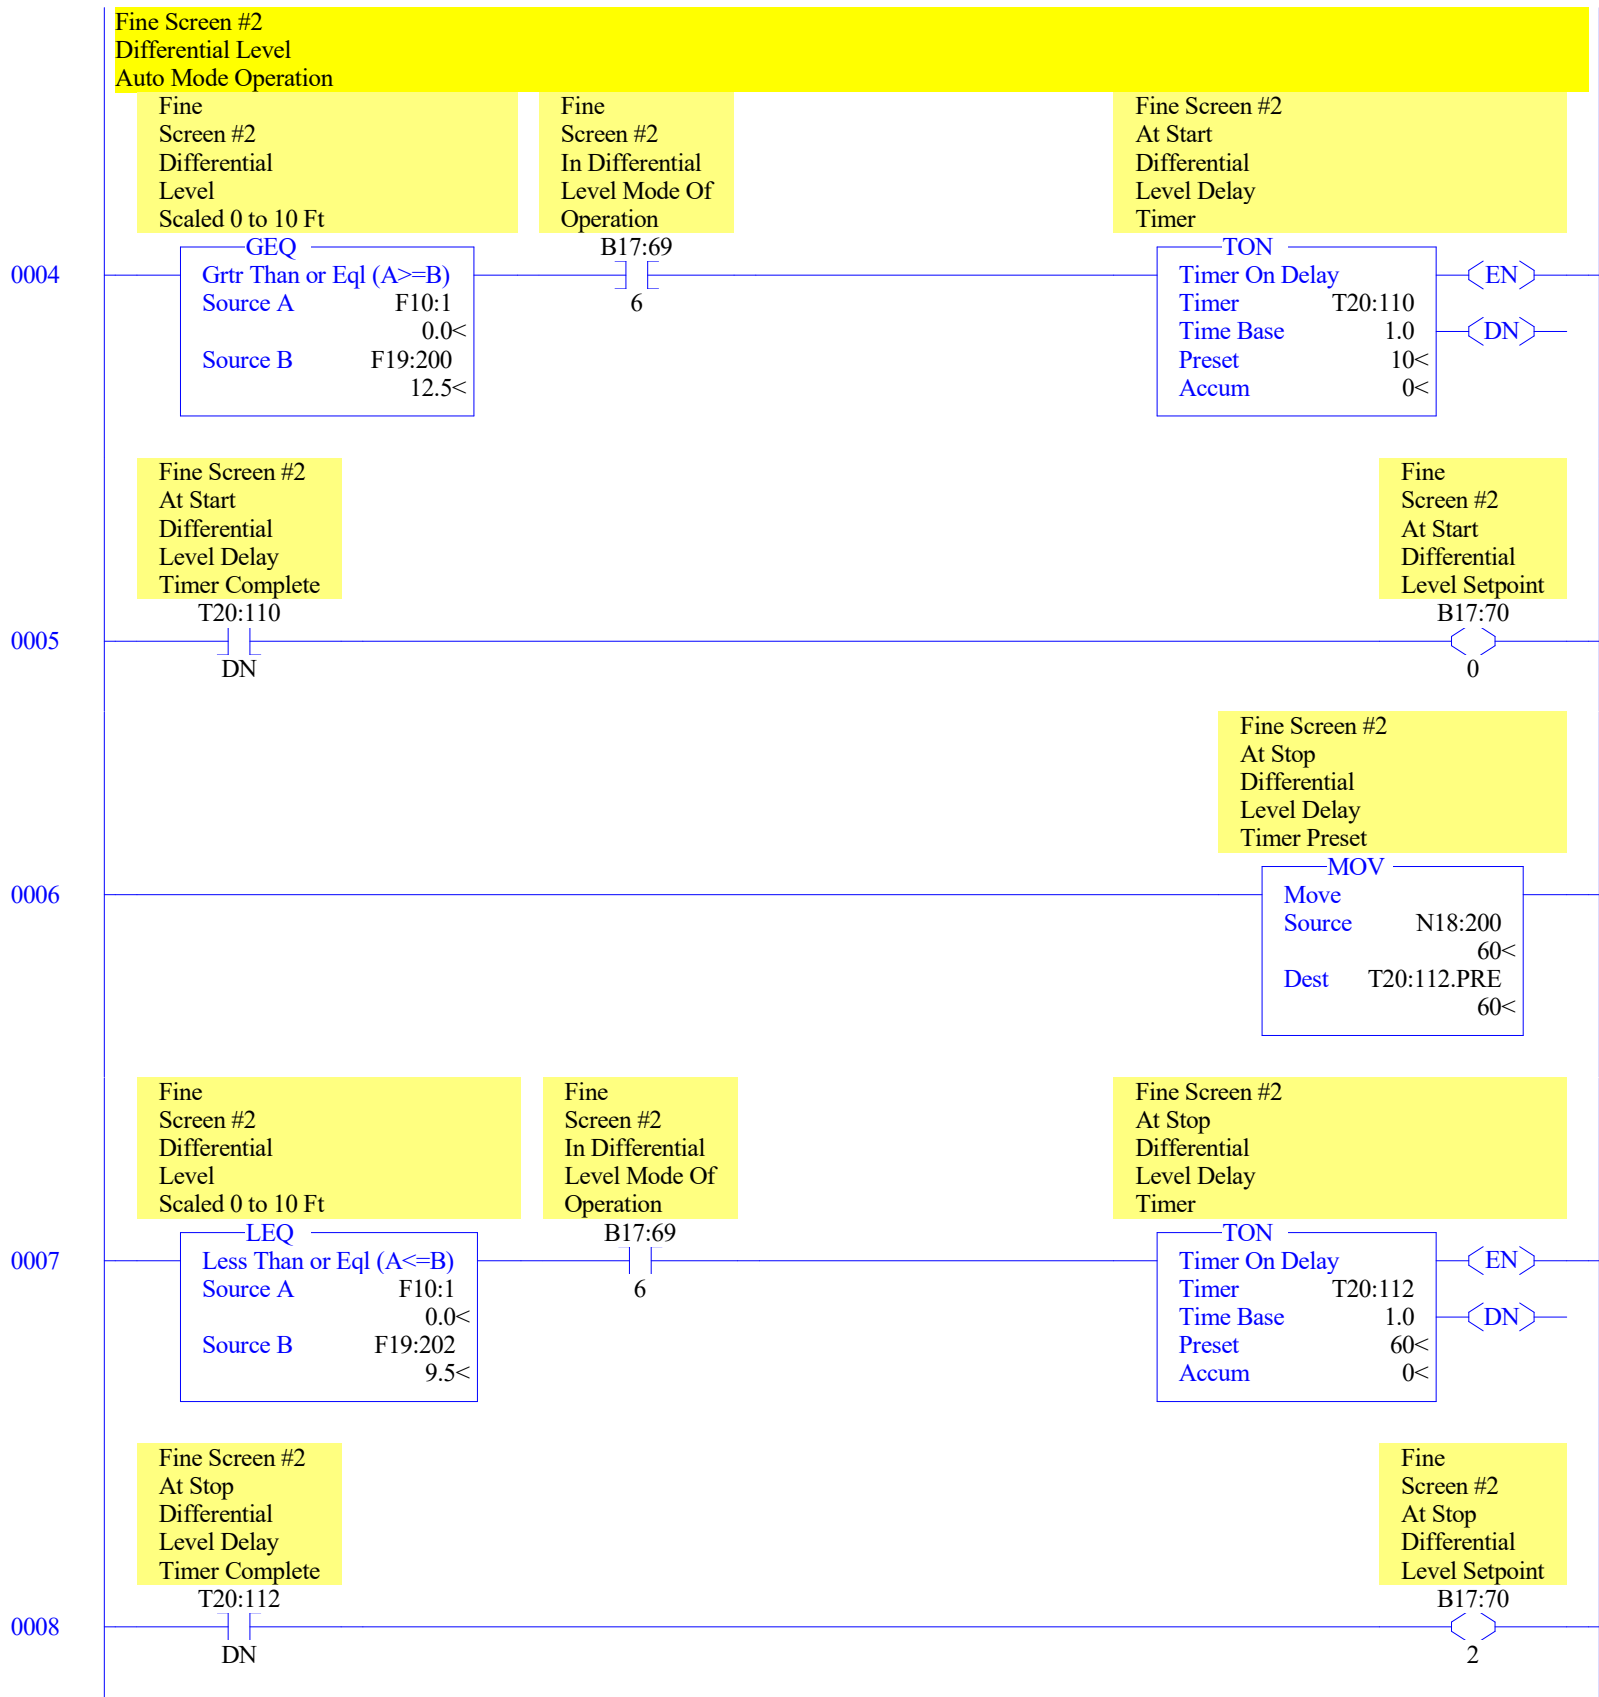 Fine Screen #2
Differential Level
Auto Mode Operation
Fine
Screen #2
Differential
Level
Scaled 0 to 10 Ft
Fine
Screen #2
In Differential
Level Mode Of
Operation
Fine Screen #2
At Start
Differential
Level Delay
Timer
0004
GEQ
Grtr Than or Eql (A>=B)
Source A F10:1
0.0<
Source B F19:200
12.5<
B17:69
6
TON
Timer On Delay
Timer T20:110
Time Base 1.0
Preset 10<
Accum 0<
EN
DN
Fine Screen #2
At Start
Differential
Level Delay
Timer Complete
Fine
Screen #2
At Start
Differential
Level Setpoint
0005
T20:110
DN
B17:70
0
Fine Screen #2
At Stop
Differential
Level Delay
Timer Preset
0006
MOV
Move
Source N18:200
60<
Dest T20:112.PRE
60<
Fine
Screen #2
Differential
Level
Scaled 0 to 10 Ft
Fine
Screen #2
In Differential
Level Mode Of
Operation
Fine Screen #2
At Stop
Differential
Level Delay
Timer
0007
LEQ
Less Than or Eql (A<=B)
Source A F10:1
0.0<
Source B F19:202
9.5<
B17:69
6
TON
Timer On Delay
Timer T20:112
Time Base 1.0
Preset 60<
Accum 0<
EN
DN
Fine Screen #2
At Stop
Differential
Level Delay
Timer Complete
Fine
Screen #2
At Stop
Differential
Level Setpoint
0008
T20:112
DN
B17:70
2